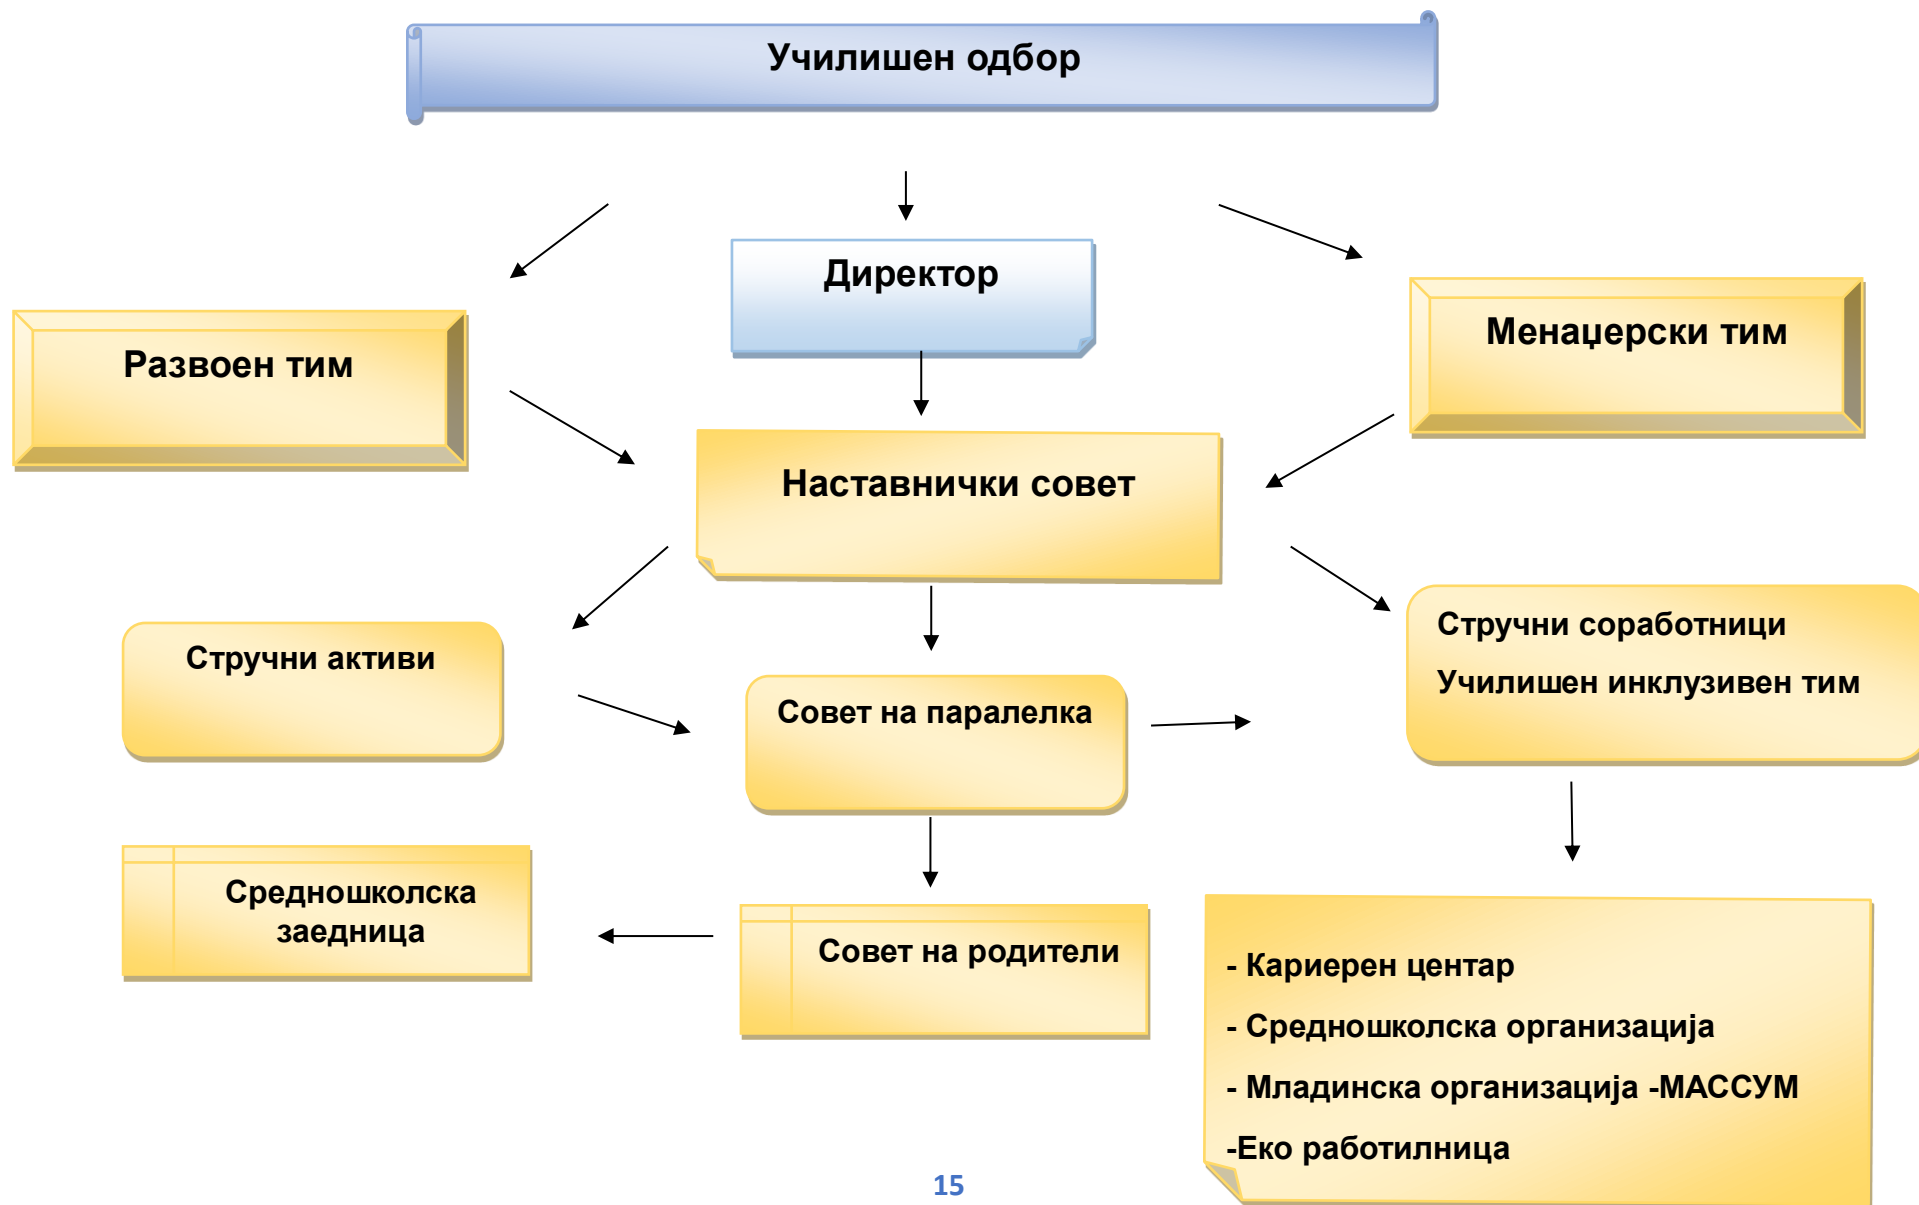 Училишен одбор
Директор
Менаџерски тим
Развоен тим
Наставнички совет
Стручни соработници
Училишен инклузивен тим
Стручни активи
Совет на паралелка
Средношколска
заедница
Совет на родители
- Кариерен центар
- Средношколска организација
- Младинска организација -МАССУМ
-Еко работилница
15